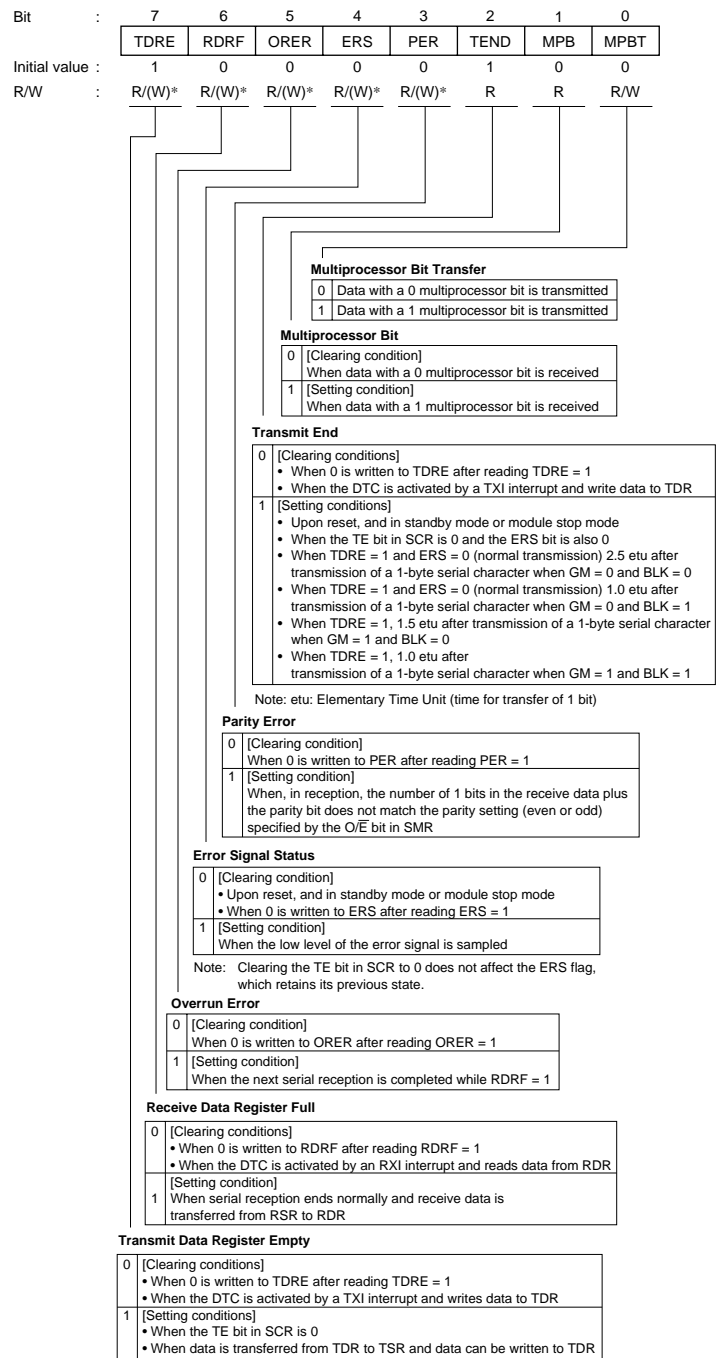 Bit : 7 6 5 4 3 2 1 0
TDRE RDRF ORER ERS PER TEND MPB MPBT
Initial value : 1 0 0 0 0 1 0 0
R/W : R/(W)* R/(W)* R/(W)* R/(W)* R/(W)* R R R/W
Multiprocessor Bit Transfer
0 Data with a 0 multiprocessor bit is transmitted
1 Data with a 1 multiprocessor bit is transmitted
Multiprocessor Bit
0 [Clearing condition]
When data with a 0 multiprocessor bit is received
1 [Setting condition]
When data with a 1 multiprocessor bit is received
Transmit End
0 [Clearing conditions]
• When 0 is written to TDRE after reading TDRE = 1
• When the DTC is activated by a TXI interrupt and write data to TDR
1 [Setting conditions]
• Upon reset, and in standby mode or module stop mode
• When the TE bit in SCR is 0 and the ERS bit is also 0
• When TDRE = 1 and ERS = 0 (normal transmission) 2.5 etu after
transmission of a 1-byte serial character when GM = 0 and BLK = 0
• When TDRE = 1 and ERS = 0 (normal transmission) 1.0 etu after
transmission of a 1-byte serial character when GM = 0 and BLK = 1
• When TDRE = 1, 1.5 etu after transmission of a 1-byte serial character
when GM = 1 and BLK = 0
• When TDRE = 1, 1.0 etu after
transmission of a 1-byte serial character when GM = 1 and BLK = 1
Note: etu: Elementary Time Unit (time for transfer of 1 bit)
Parity Error
0 [Clearing condition]
When 0 is written to PER after reading PER = 1
1 [Setting condition]
When, in reception, the number of 1 bits in the receive data plus
the parity bit does not match the parity setting (even or odd)
specified by the O/E̅ bit in SMR
Error Signal Status
0 [Clearing condition]
• Upon reset, and in standby mode or module stop mode
• When 0 is written to ERS after reading ERS = 1
1 [Setting condition]
When the low level of the error signal is sampled
Note: Clearing the TE bit in SCR to 0 does not affect the ERS flag,
which retains its previous state.
Overrun Error
0 [Clearing condition]
When 0 is written to ORER after reading ORER = 1
1 [Setting condition]
When the next serial reception is completed while RDRF = 1
Receive Data Register Full
0 [Clearing conditions]
• When 0 is written to RDRF after reading RDRF = 1
• When the DTC is activated by an RXI interrupt and reads data from RDR
[Setting condition]
1 When serial reception ends normally and receive data is
transferred from RSR to RDR
Transmit Data Register Empty
0 [Clearing conditions]
• When 0 is written to TDRE after reading TDRE = 1
• When the DTC is activated by a TXI interrupt and writes data to TDR
1 [Setting conditions]
• When the TE bit in SCR is 0
• When data is transferred from TDR to TSR and data can be written to TDR